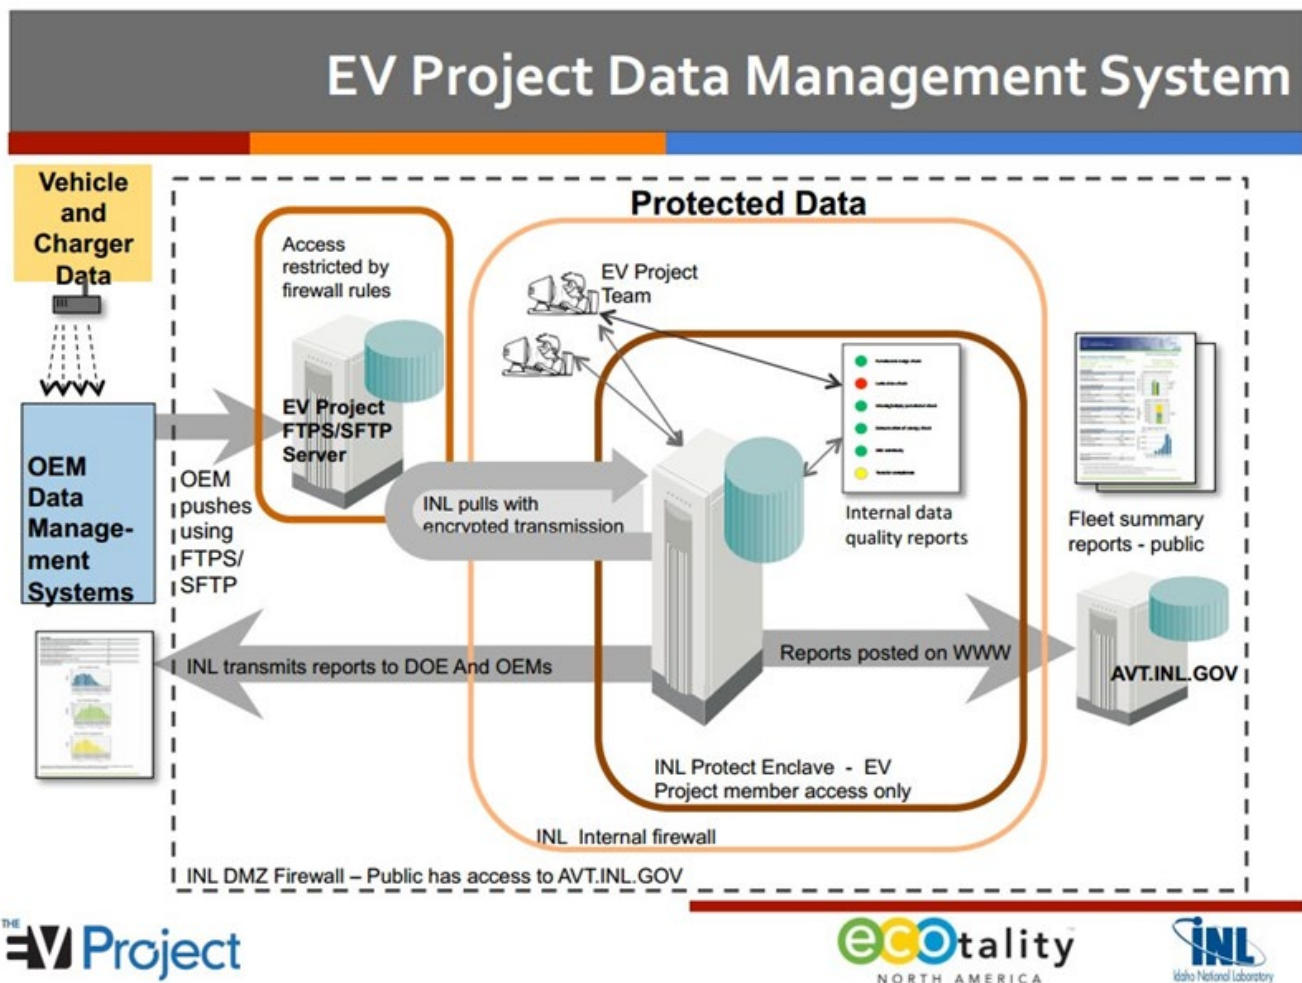 EV Project Data Management System
Vehicle
and
Charger
Data
Protected Data
Access
restricted by
firewall rules
EV Project
Team
EV Project
FTPS/SFTP
Server
OEM
Data
Manage-
ment
Systems
OEM
pushes
using
FTPS/
SFTP
INL pulls with
encrypted transmission
Internal data
quality reports
Fleet summary
reports - public
INL transmits reports to DOE And OEMs
Reports posted on WWW
AVT.INL.GOV
INL Protect Enclave - EV
Project member access only
INL Internal firewall
INL DMZ Firewall – Public has access to AVT.INL.GOV
THE
EV Project
ecotality
NORTH AMERICA
INL
Idaho National Laboratory